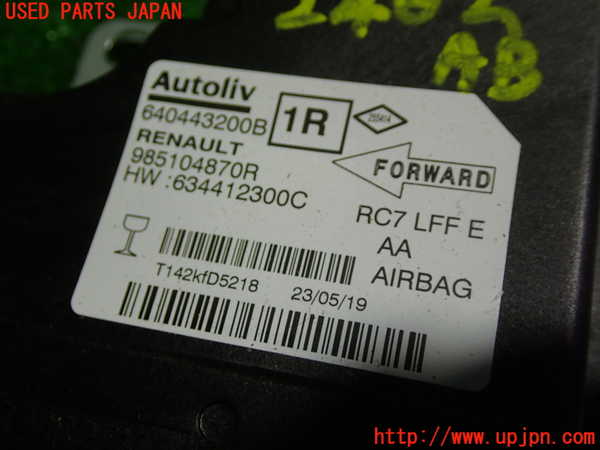 USED PARTS JAPAN
AB
Autoliv
640443200B
1R
RENAULT
985104870R
HW :634412300C
FORWARD
RC7 LFF E
AA
AIRBAG
T142kfD5218
23/05/19
http://www.upjpn.com/